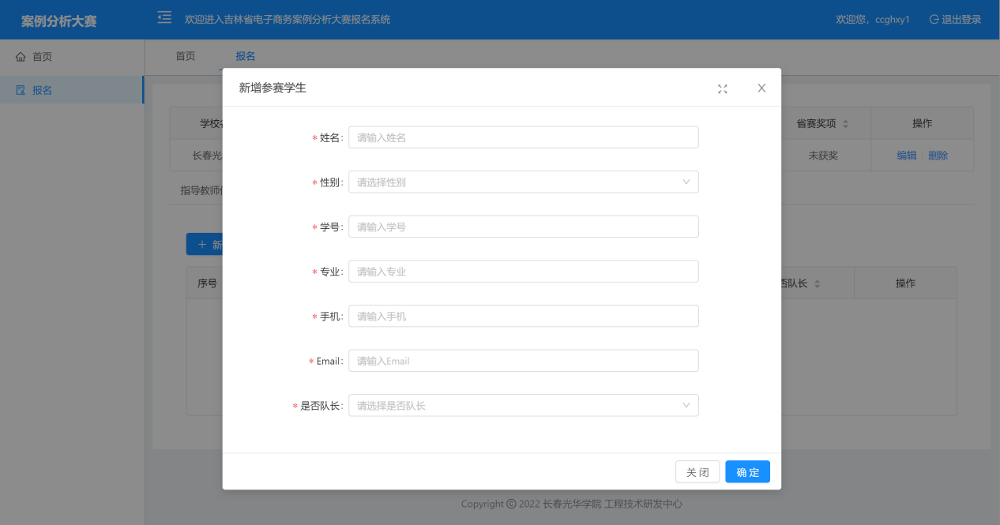 案例分析大赛
欢迎进入吉林省电子商务案例分析大赛报名系统
欢迎您，ccghxy1
退出登录
首页
报名
首页 报名
新增参赛学生
学校
省赛奖项 操作
长春光
未获奖 编辑 删除
指导教师
* 姓名: 请输入姓名
* 性别: 请选择性别
* 学号: 请输入学号
* 专业: 请输入专业
* 手机: 请输入手机
* Email: 请输入Email
* 是否队长: 请选择是否队长
+ 新
序号
否队长 操作
关 闭 确 定
Copyright © 2022 长春光华学院 工程技术研发中心